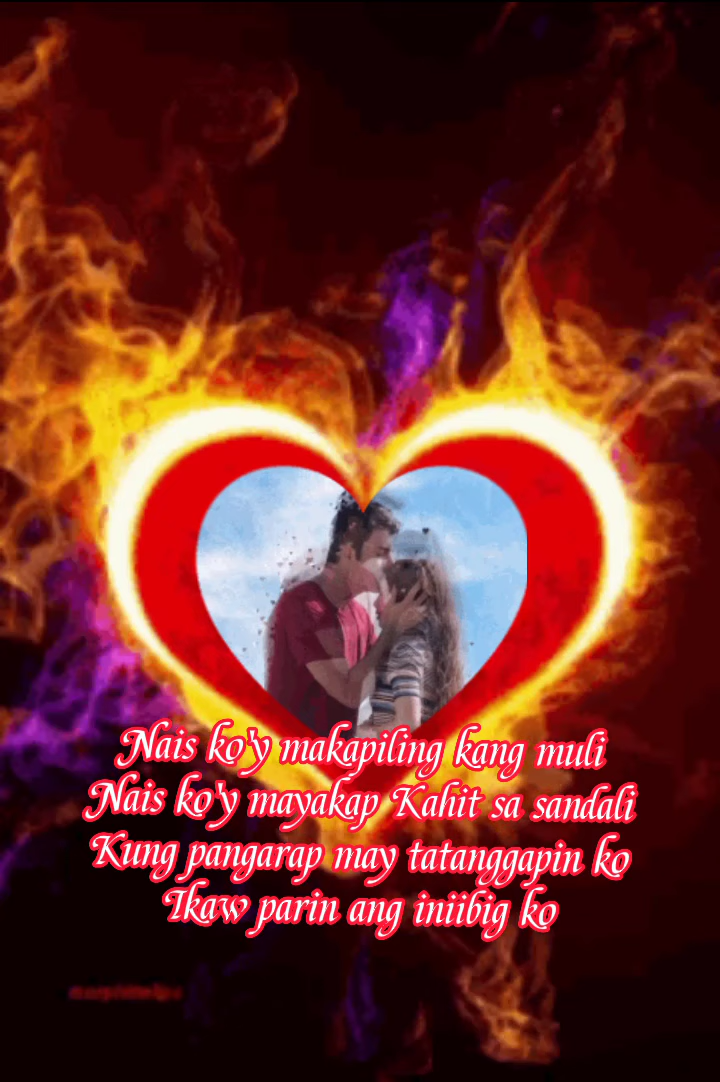 Nais ko'y makapiling kang muli
Nais ko'y mayakap Kahit sa sandali
Kung pangarap may tatanggapin ko
Ikaw parin ang iniibig ko